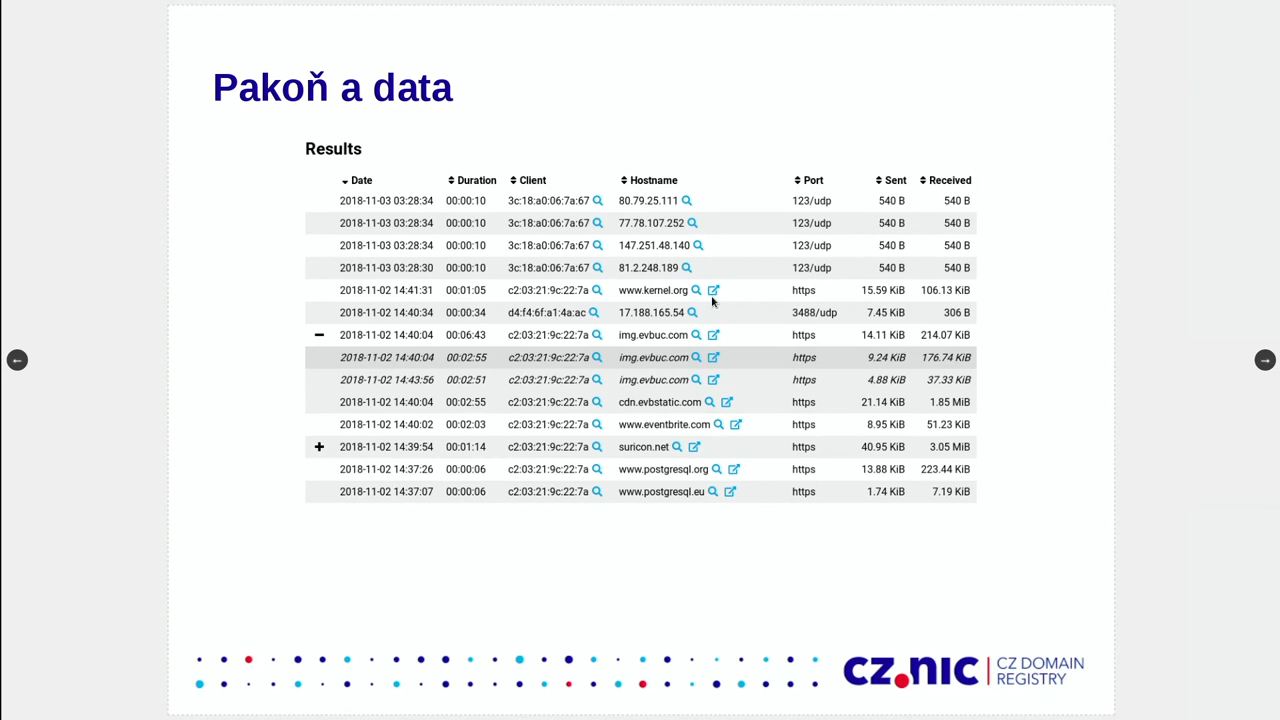 Pakoň a data
Results
Date Duration Client Hostname Port Sent Received
2018-11-03 03:28:34 00:00:10 3c:18:a0:06:7a:67 80.79.25.111 123/udp 540 B 540 B
2018-11-03 03:28:34 00:00:10 3c:18:a0:06:7a:67 77.78.107.252 123/udp 540 B 540 B
2018-11-03 03:28:34 00:00:10 3c:18:a0:06:7a:67 147.251.48.140 123/udp 540 B 540 B
2018-11-03 03:28:30 00:00:10 3c:18:a0:06:7a:67 81.2.248.189 123/udp 540 B 540 B
2018-11-02 14:41:31 00:01:05 c2:03:21:9c:22:7a www.kernel.org https 15.59 KiB 106.13 KiB
2018-11-02 14:40:34 00:00:34 d4:f4:6f:a1:4a:ac 17.188.165.54 3488/udp 7.45 KiB 306 B
2018-11-02 14:40:04 00:06:43 c2:03:21:9c:22:7a img.evbuc.com https 14.11 KiB 214.07 KiB
2018-11-02 14:40:04 00:02:55 c2:03:21:9c:22:7a img.evbuc.com https 9.24 KiB 176.74 KiB
2018-11-02 14:43:56 00:02:51 c2:03:21:9c:22:7a img.evbuc.com https 4.88 KiB 37.33 KiB
2018-11-02 14:40:04 00:02:55 c2:03:21:9c:22:7a cdn.evbstatic.com https 21.14 KiB 1.85 MiB
2018-11-02 14:40:02 00:02:03 c2:03:21:9c:22:7a www.eventbrite.com https 8.95 KiB 51.23 KiB
2018-11-02 14:39:54 00:01:14 c2:03:21:9c:22:7a suricon.net https 40.95 KiB 3.05 MiB
2018-11-02 14:37:26 00:00:06 c2:03:21:9c:22:7a www.postgresql.org https 13.88 KiB 223.44 KiB
2018-11-02 14:37:07 00:00:06 c2:03:21:9c:22:7a www.postgresql.eu https 1.74 KiB 7.19 KiB
CZ.NIC
CZ DOMAIN
REGISTRY